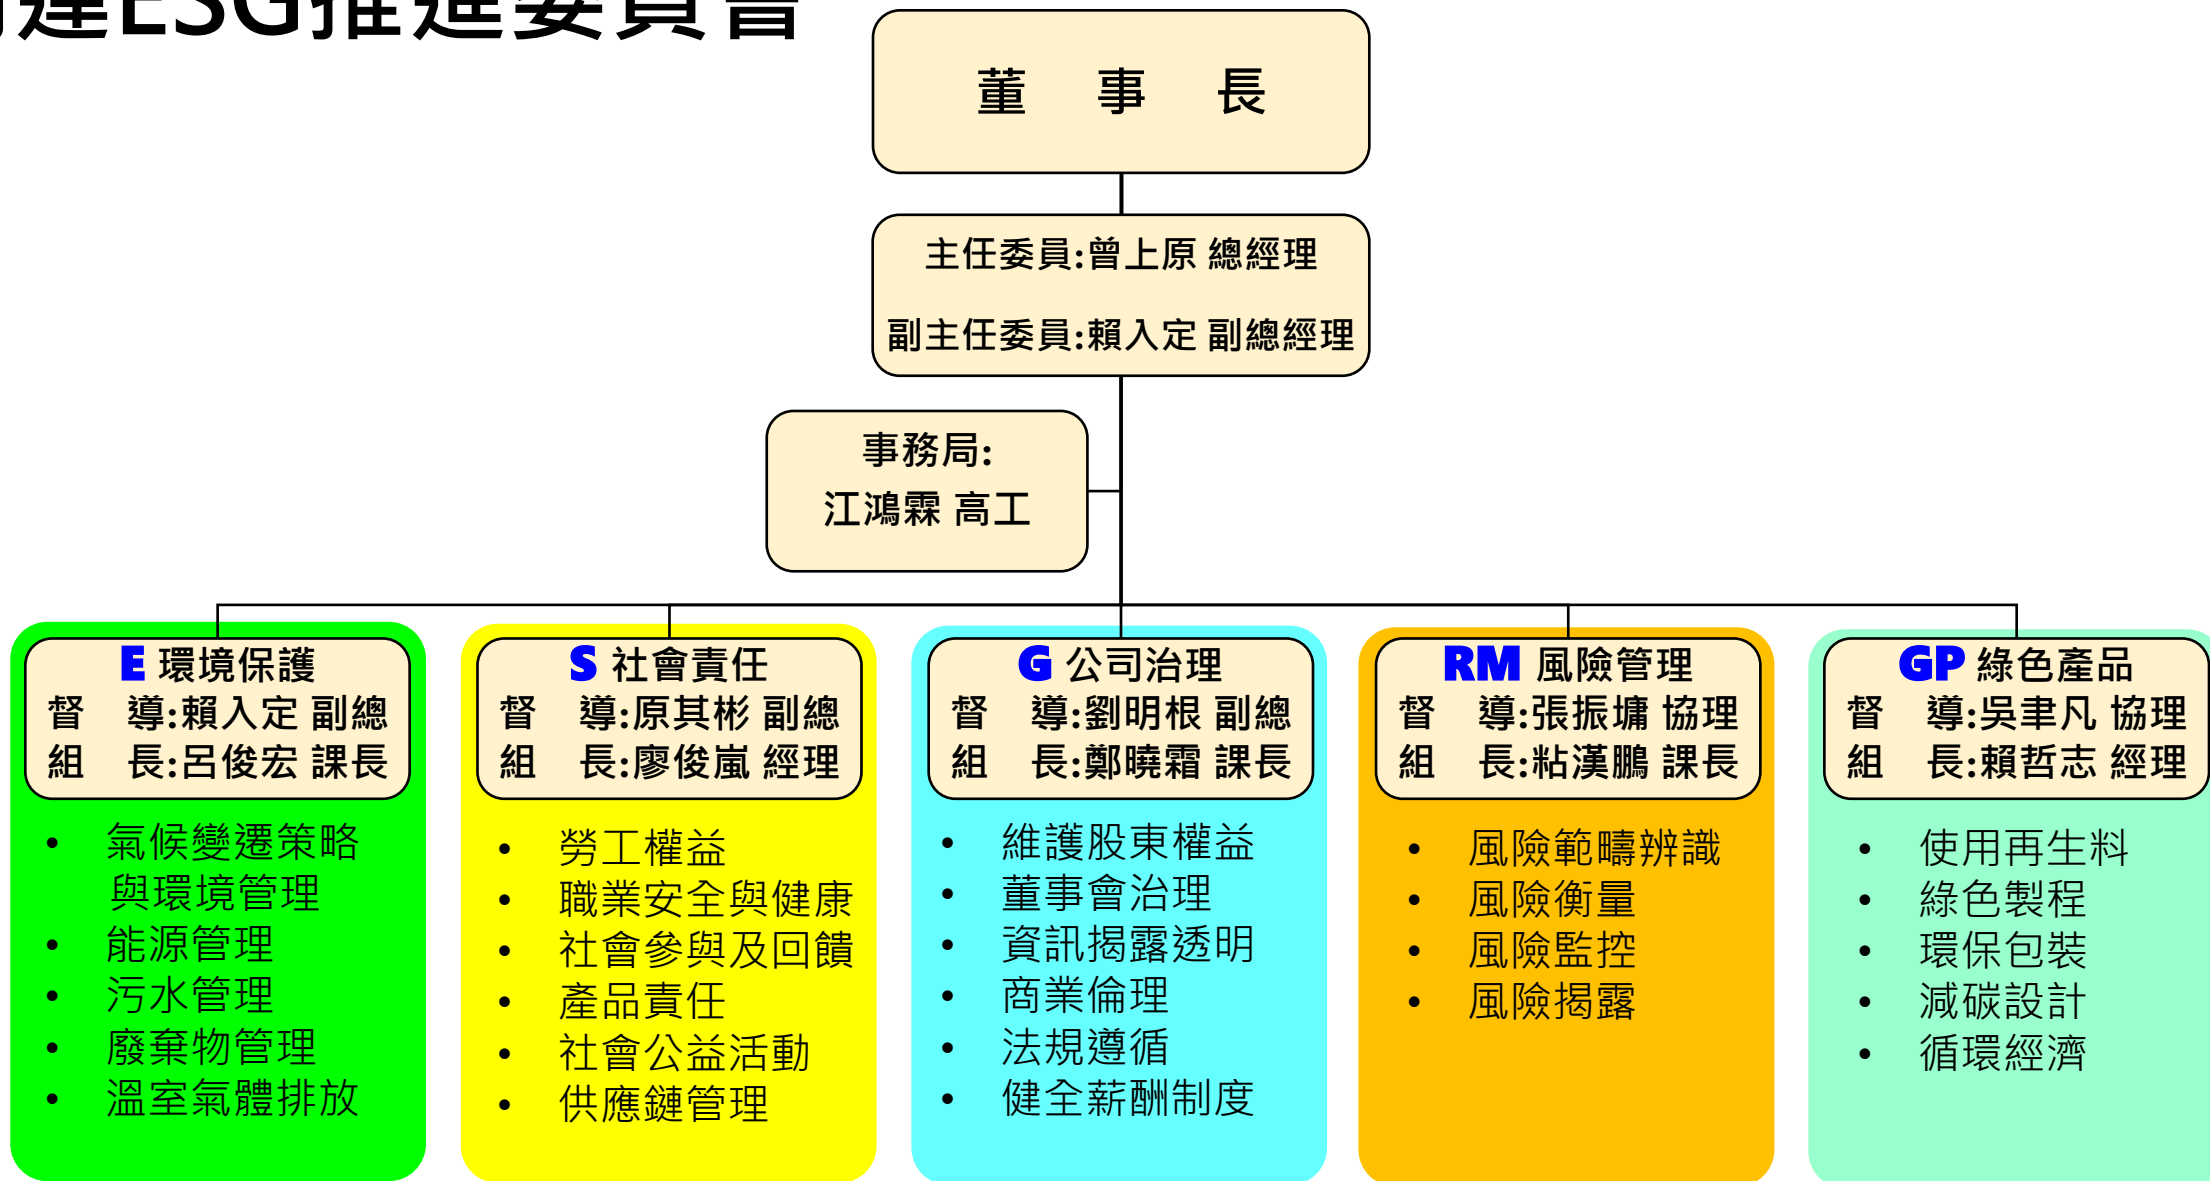 ESG推進委員會
董 事 長
主任委員:曾上原 總經理
副主任委員:賴入定 副總經理
事務局:
江鴻霖 高工
E 環境保護
督 導:賴入定 副總
組 長:呂俊宏 課長
• 氣候變遷策略
與環境管理
• 能源管理
• 污水管理
• 廢棄物管理
• 溫室氣體排放
S 社會責任
督 導:原其彬 副總
組 長:廖俊嵐 經理
• 勞工權益
• 職業安全與健康
• 社會參與及回饋
• 產品責任
• 社會公益活動
• 供應鏈管理
G 公司治理
督 導:劉明根 副總
組 長:鄭曉霜 課長
• 維護股東權益
• 董事會治理
• 資訊揭露透明
• 商業倫理
• 法規遵循
• 健全薪酬制度
RM 風險管理
督 導:張振墉 協理
組 長:粘漢鵬 課長
• 風險範疇辨識
• 風險衡量
• 風險監控
• 風險揭露
GP 綠色產品
督 導:吳聿凡 協理
組 長:賴哲志 經理
• 使用再生料
• 綠色製程
• 環保包裝
• 減碳設計
• 循環經濟